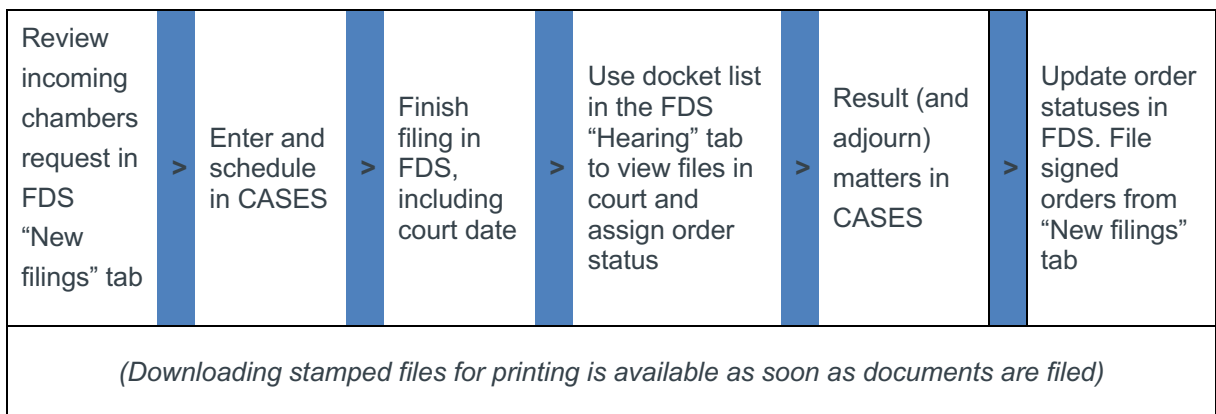 Review
incoming
chambers
request in
FDS
“New
filings” tab
>
Enter and
schedule
in CASES
>
Finish
filing in
FDS,
including
court date
>
Use docket list
in the FDS
“Hearing” tab
to view files in
court and
assign order
status
>
Result (and
adjourn)
matters in
CASES
>
Update order
statuses in
FDS. File
signed
orders from
“New filings”
tab
(Downloading stamped files for printing is available as soon as documents are filed)